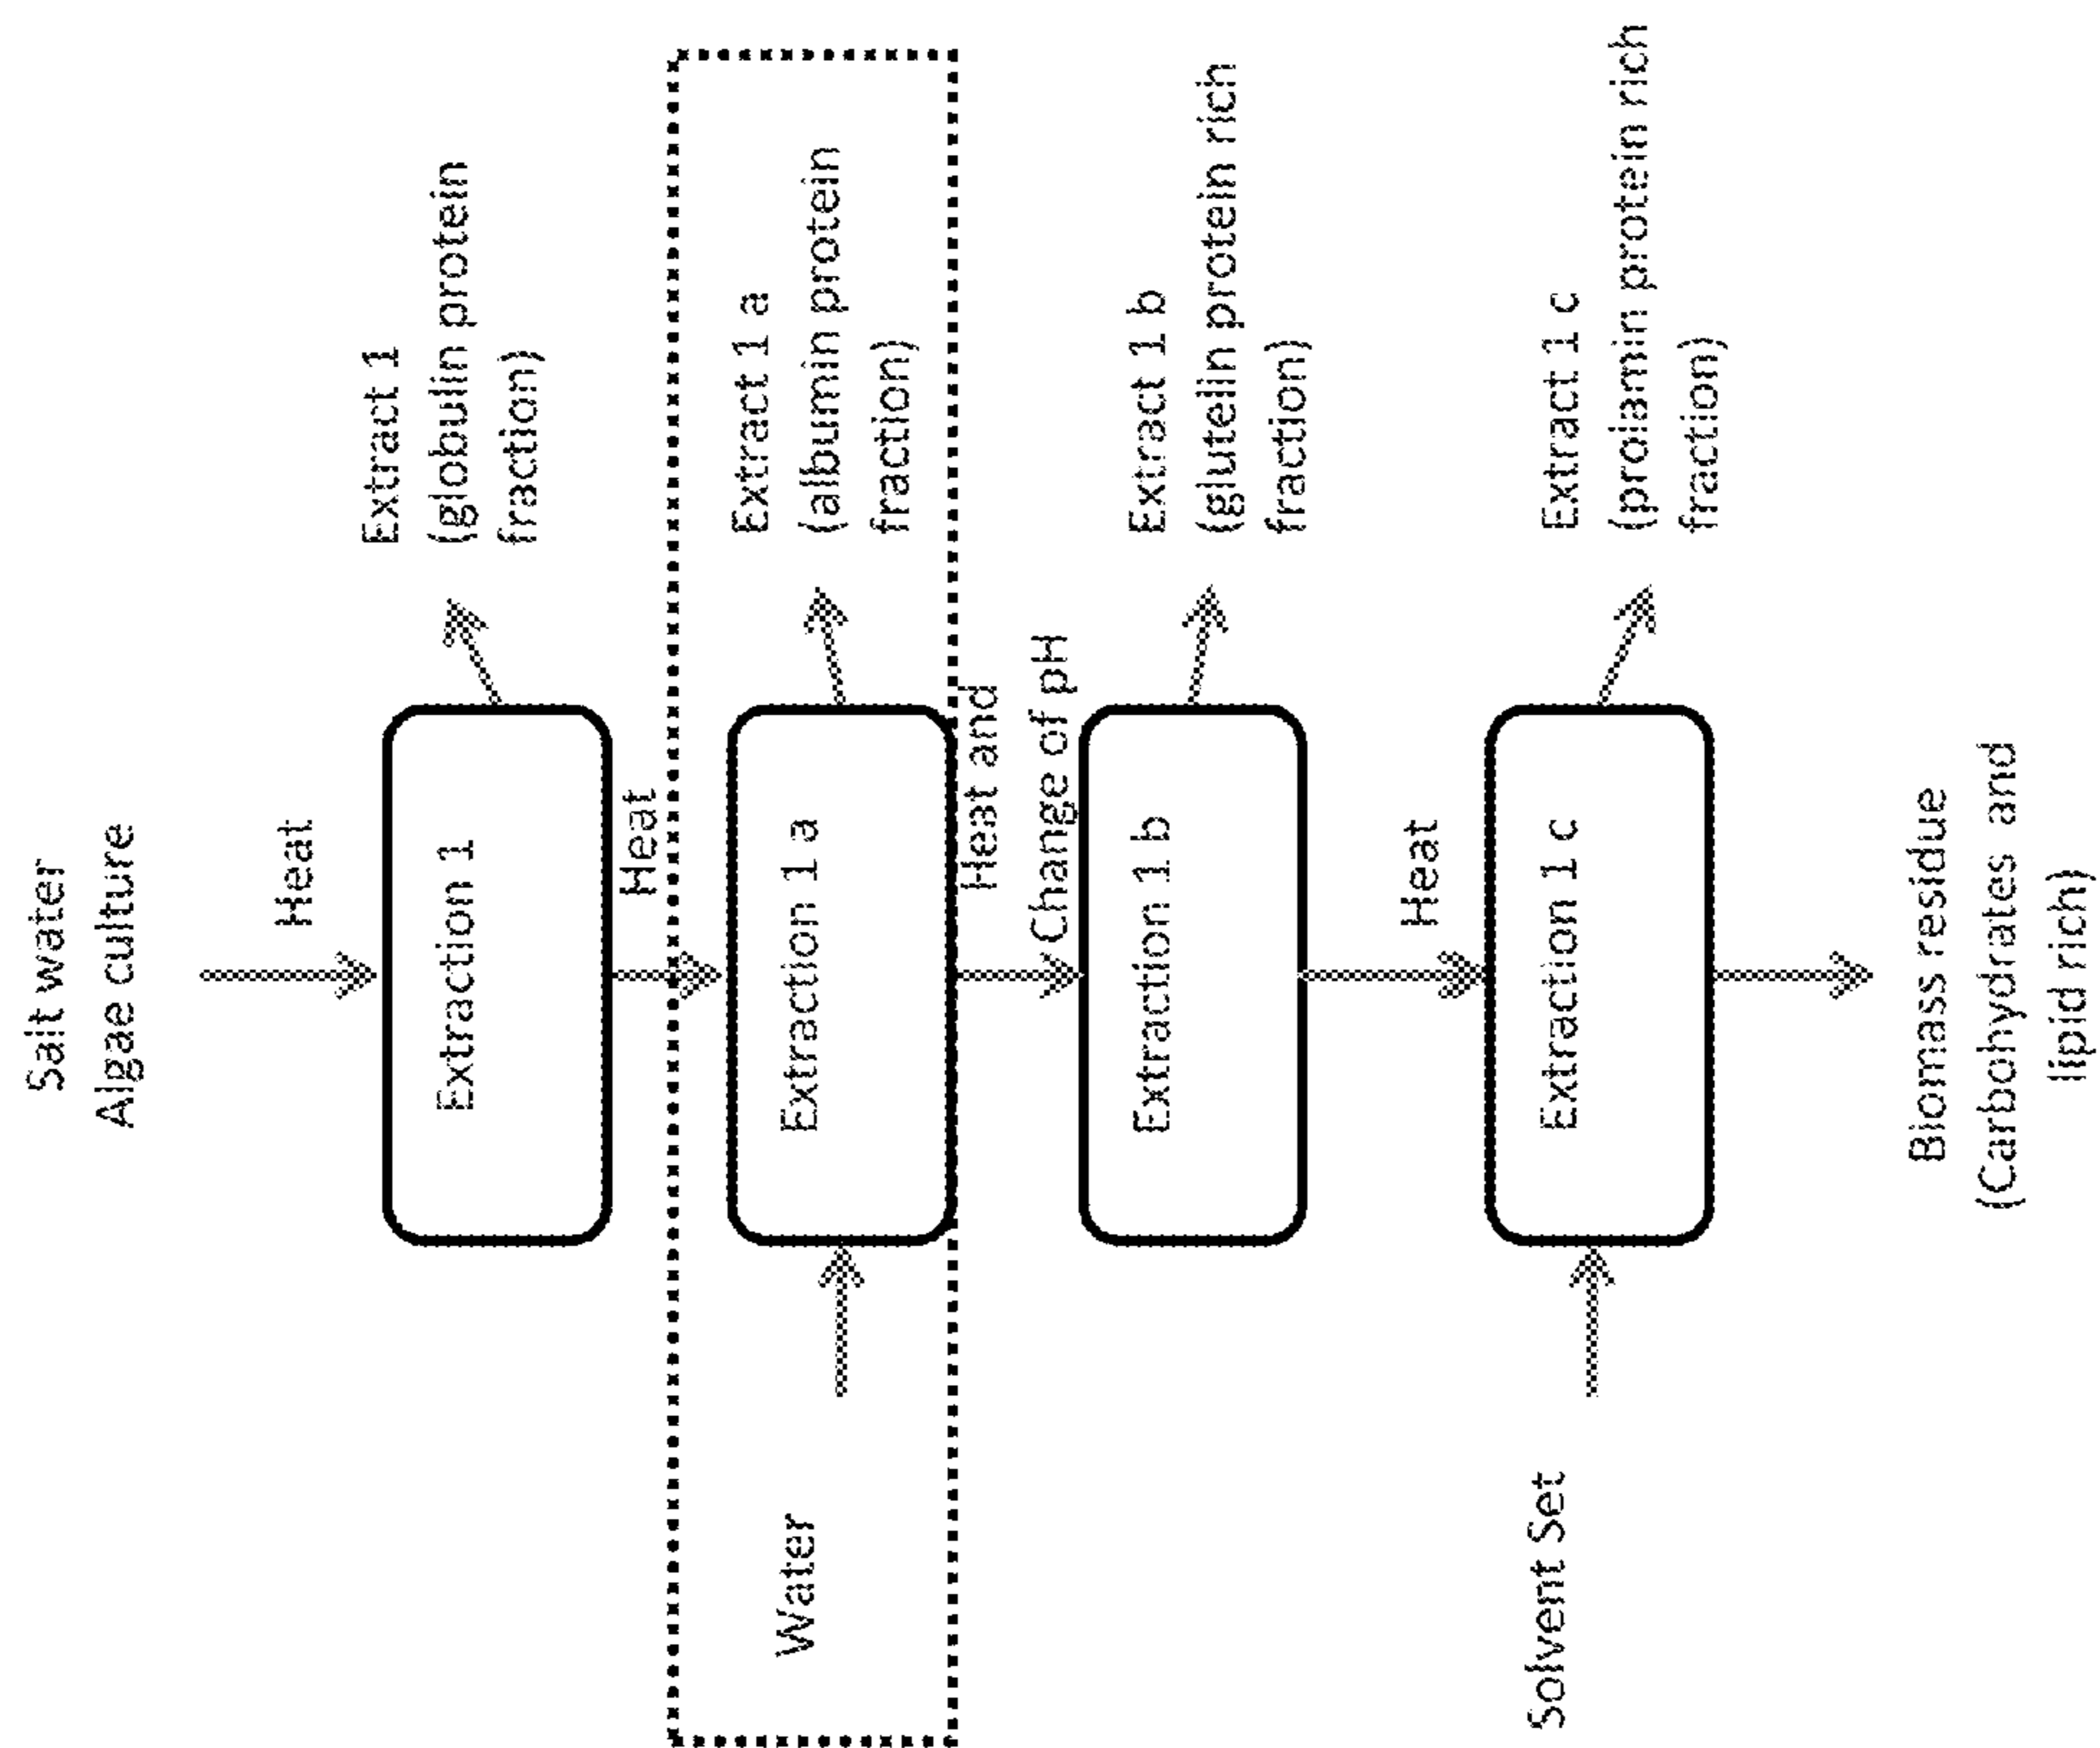 Salt water
Algae culture
Heat
Extraction 1
Extract 1
(globulin protein
fraction)
Heat
Water
Extraction 1 a
Extract 1 a
(albumin protein
fraction)
Heat and
Change of pH
Extraction 1 b
Extract 1 b
(glutelin protein rich
fraction)
Heat
Solvent Set
Extraction 1 c
Extract 1 c
(prolamin protein rich
fraction)
Biomass residue
(Carbohydrates and
lipid rich)